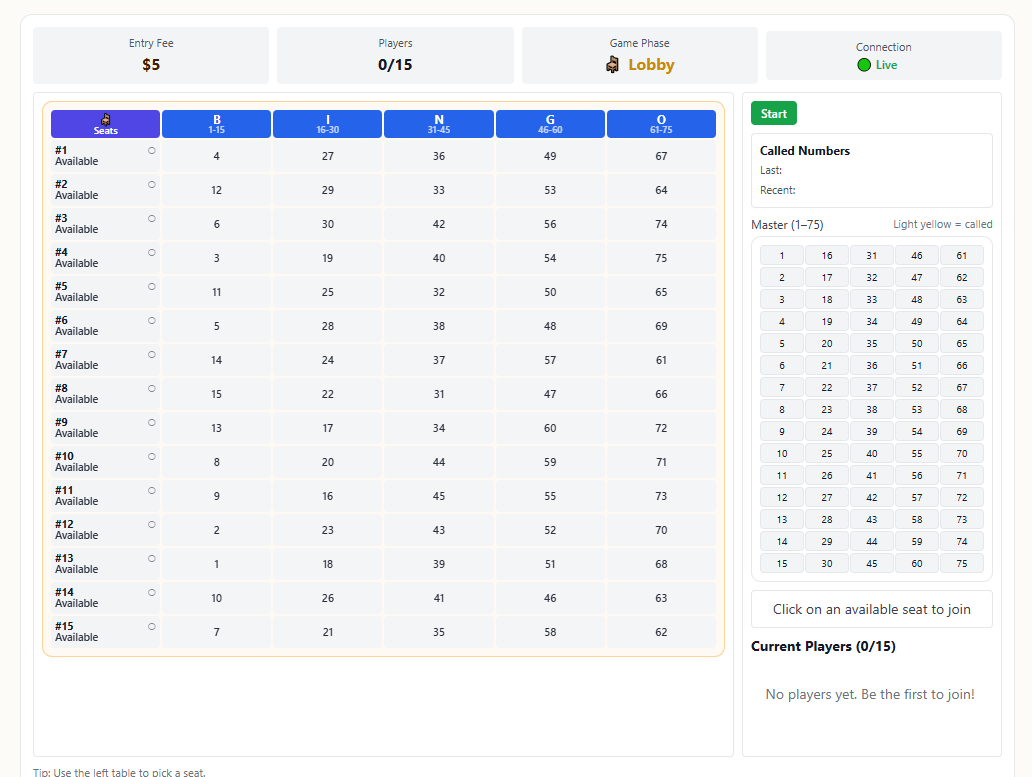 Entry Fee
$5
Players
0/15
Game Phase
Lobby
Connection
Live
Seats B I N G O
1-15 16-30 31-45 46-60 61-75
#1 Available 4 27 36 49 67
#2 Available 12 29 33 53 64
#3 Available 6 30 42 56 74
#4 Available 3 19 40 54 75
#5 Available 11 25 32 50 65
#6 Available 5 28 38 48 69
#7 Available 14 24 37 57 61
#8 Available 15 22 31 47 66
#9 Available 13 17 34 60 72
#10 Available 8 20 44 59 71
#11 Available 9 16 45 55 73
#12 Available 2 23 43 52 70
#13 Available 1 18 39 51 68
#14 Available 10 26 41 46 63
#15 Available 7 21 35 58 62
Start
Called Numbers
Last:
Recent:
Master (1–75) Light yellow = called
1 16 31 46 61
2 17 32 47 62
3 18 33 48 63
4 19 34 49 64
5 20 35 50 65
6 21 36 51 66
7 22 37 52 67
8 23 38 53 68
9 24 39 54 69
10 25 40 55 70
11 26 41 56 71
12 27 42 57 72
13 28 43 58 73
14 29 44 59 74
15 30 45 60 75
Click on an available seat to join
Current Players (0/15)
No players yet. Be the first to join!
Tip: Use the left table to pick a seat.